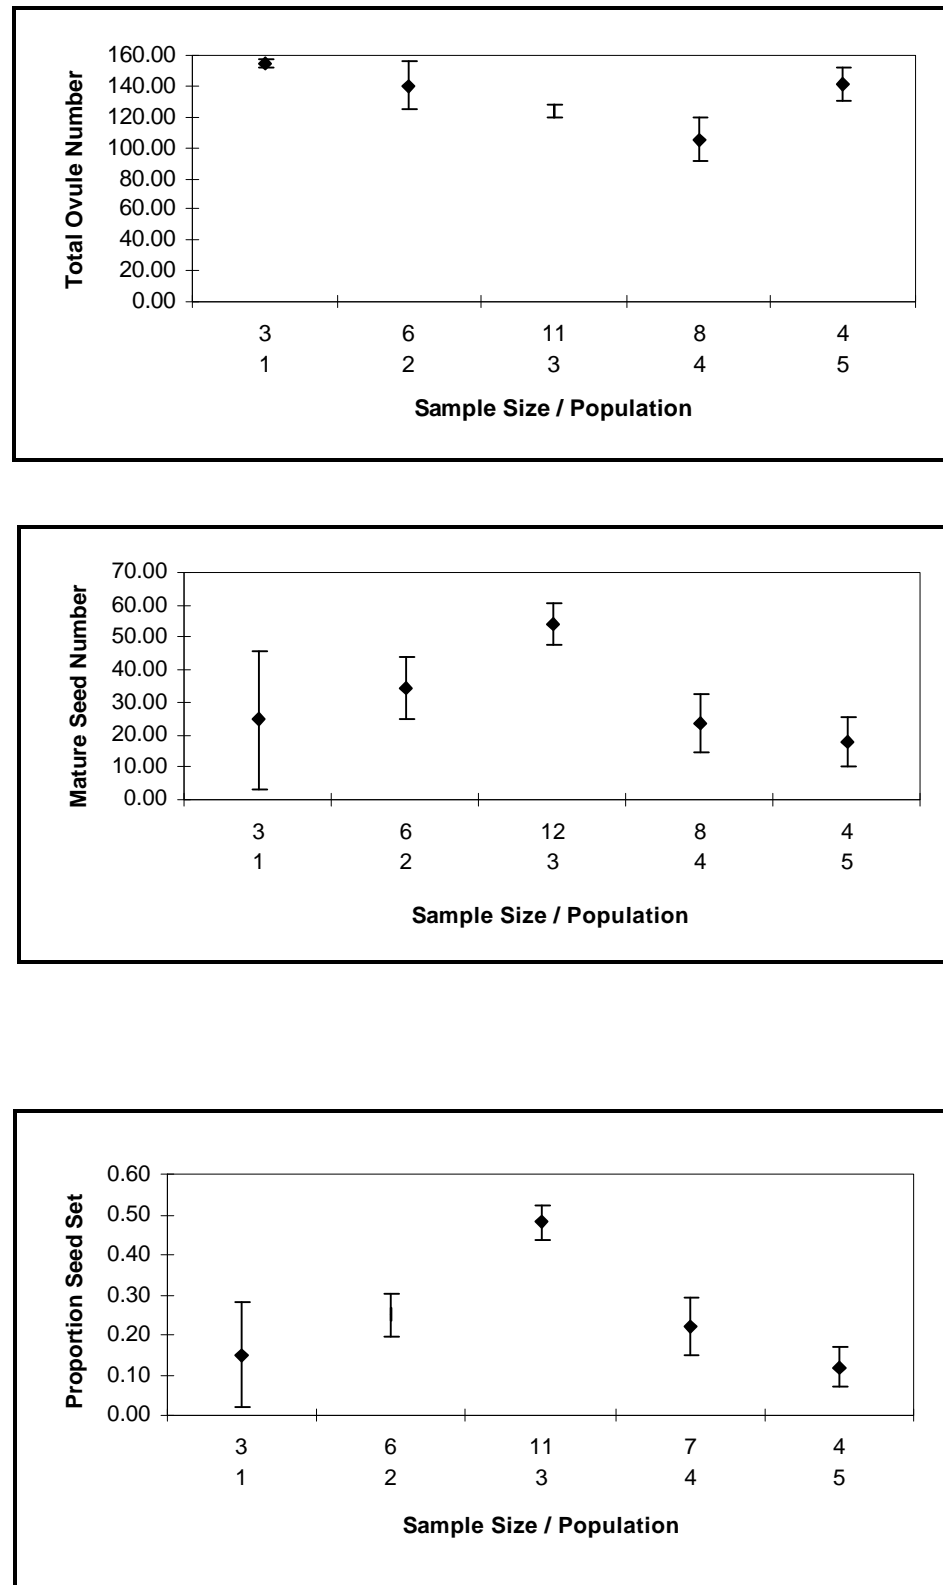 Total Ovule Number
160.00
140.00
120.00
100.00
80.00
60.00
40.00
20.00
0.00
3 6 11 8 4
1 2 3 4 5
Sample Size / Population
Mature Seed Number
70.00
60.00
50.00
40.00
30.00
20.00
10.00
0.00
3 6 12 8 4
1 2 3 4 5
Sample Size / Population
Proportion Seed Set
0.60
0.50
0.40
0.30
0.20
0.10
0.00
3 6 11 7 4
1 2 3 4 5
Sample Size / Population